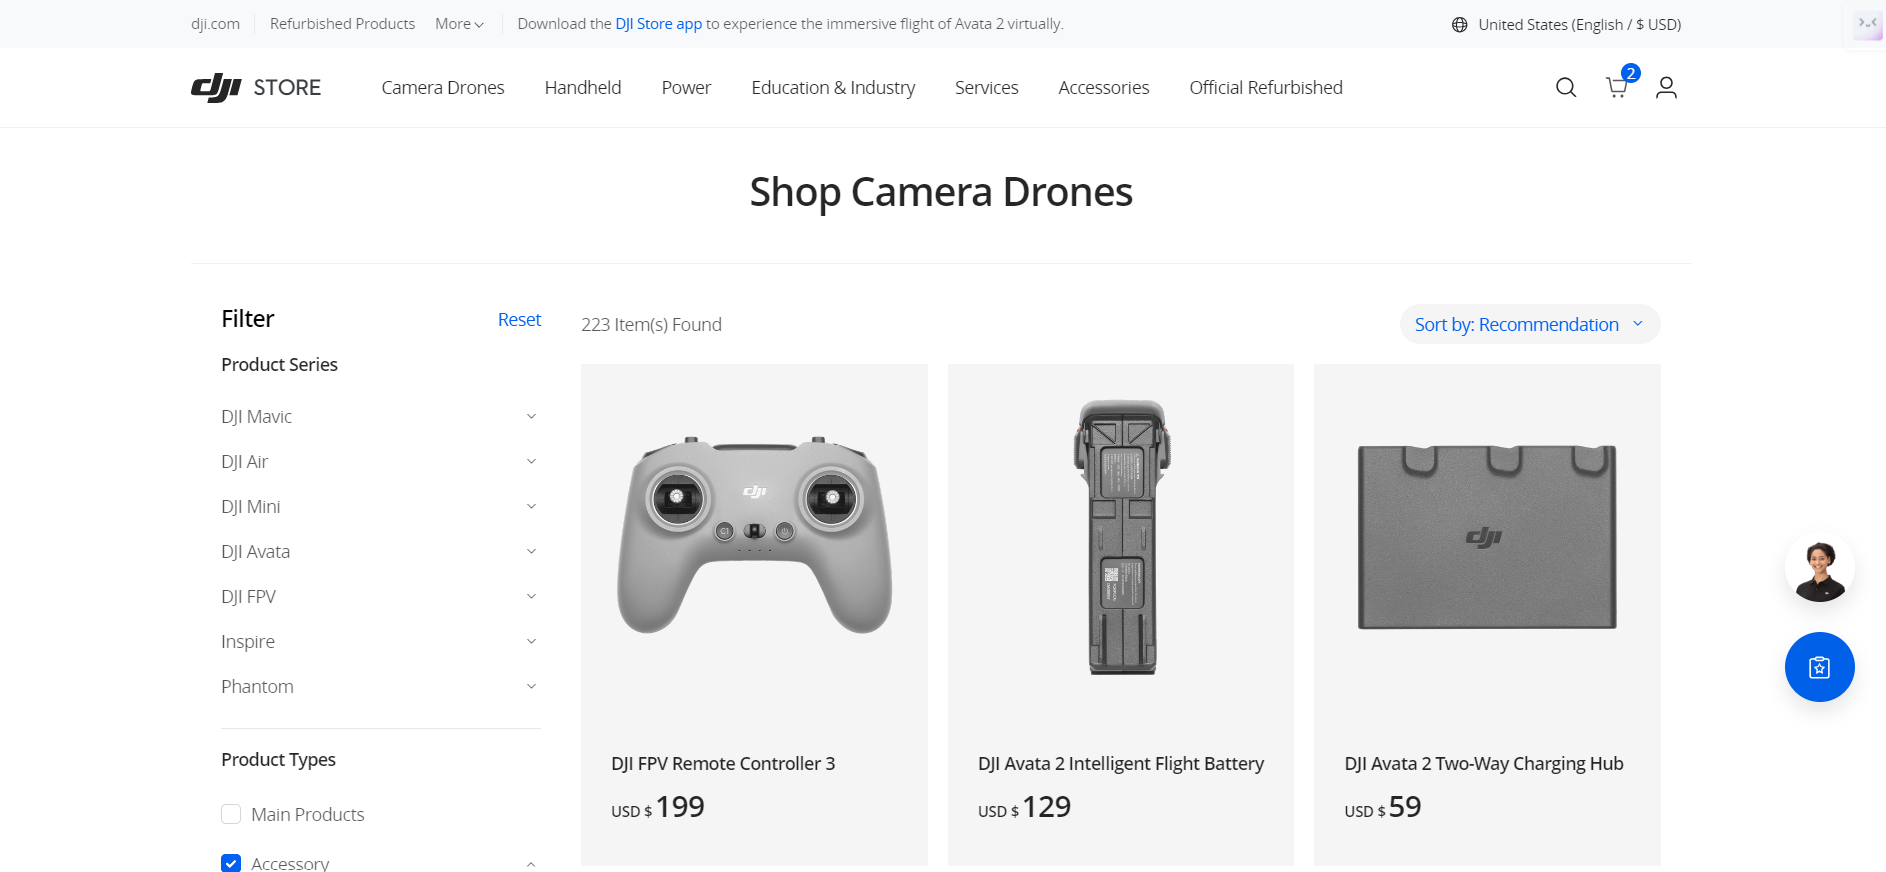 dji.com
Refurbished Products
More
Download the DJI Store app to experience the immersive flight of Avata 2 virtually.
United States (English / $ USD)
dji STORE
Camera Drones
Handheld
Power
Education & Industry
Services
Accessories
Official Refurbished
2
Shop Camera Drones
Filter
Reset
Product Series
DJI Mavic
DJI Air
DJI Mini
DJI Avata
DJI FPV
Inspire
Phantom
Product Types
Main Products
Accessory
223 Item(s) Found
Sort by: Recommendation
dji
C1
DJI FPV Remote Controller 3
USD $ 199
DJI Avata 2 Intelligent Flight Battery
USD $ 129
dji
DJI Avata 2 Two-Way Charging Hub
USD $ 59